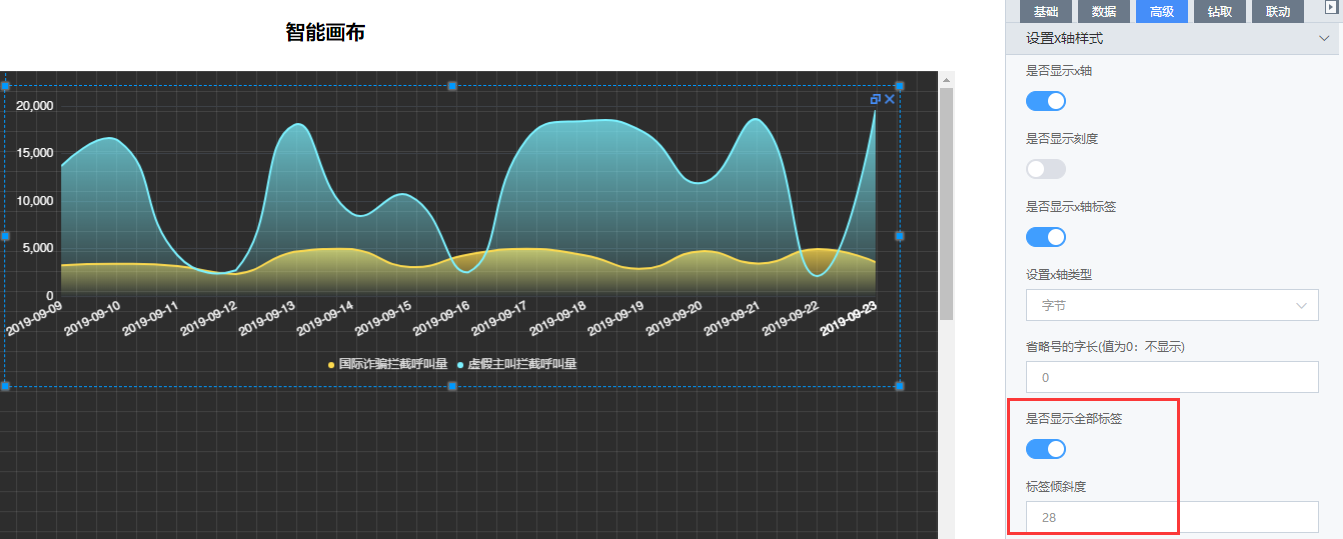 智能画布
20,000
15,000
10,000
5,000
0
2019-09-09 2019-09-10 2019-09-11 2019-09-12 2019-09-13 2019-09-14 2019-09-15 2019-09-16 2019-09-17 2019-09-18 2019-09-19 2019-09-20 2019-09-21 2019-09-22 2019-09-23
国际诈骗拦截呼叫量 虚假主叫拦截呼叫量
基础 数据 高级 钻取 联动
设置x轴样式
是否显示x轴
是否显示刻度
是否显示x轴标签
设置x轴类型
字节
省略号的字长(值为0：不显示)
0
是否显示全部标签
标签倾斜度
28